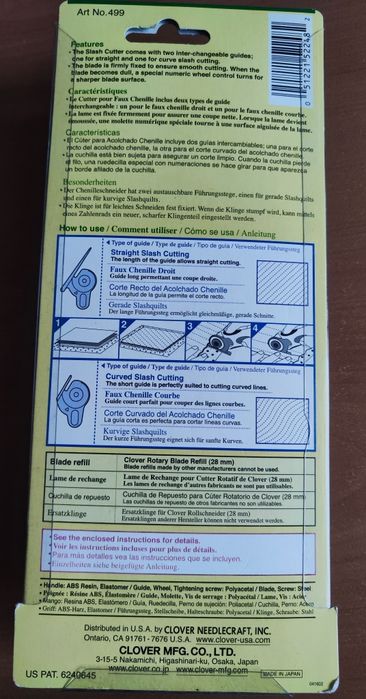 Art No.499
Features
• The Slash Cutter comes with two inter-changeable guides;
one for straight and one for curve slash cutting.
• The blade is firmly fixed to ensure smooth cutting. When the
blade becomes dull, a special numeric wheel control turns for
a sharper blade surface.
0 51221 52248 2
Caractéristiques
• Le Cutter pour Faux Chenille inclus deux types de guide
interchangeable : un pour le faux chenille droit et un pour le faux chenille courbe.
• La lame est fixée fermement pour assurer une coupe nette. Lorsque la lame devient
émoussée, une molette numérique spéciale tourne à une surface aiguisée de la lame.
Características
• El Cúter para Acolchado Chenille incluye dos guías intercambiables; una para el corte
recto del acolchado chenille, la otra para el corte curvado del acolchado chenille.
• La cuchilla está bien sujeta para asegurar un corte limpio. Cuando la cuchilla pierde
el filo, una ruedecilla especial con numeraciones se hace girar para que aparezca
un borde afilado de la cuchilla.
Besonderheiten
• Der Chenilleschneider hat zwei austauschbare Führungsstege, einen für gerade Slashquilts
und einen für kurvige Slashquilts.
• Die Klinge ist für leichtes Schneiden fest fixiert. Wenn die Klinge stumpf wird, kann mittels
eines Zahlenrads ein neuer, scharfer Klingenteil eingestellt werden.
How to use / Comment utiliser / Cómo se usa / Anleitung
Type of guide / Type de guide / Tipo de guía / Verwendeter Führungssteg
Straight Slash Cutting
The length of the guide allows straight cutting.
Faux Chenille Droit
Guide long permettant une coupe droite.
Corte Recto del Acolchado Chenille
La longitud de la guía permite el corte recto.
Gerade Slashquilts
Der lange Führungssteg ermöglicht gleichmäßige, gerade Schnitte.
1 2 3 4
Type of guide / Type de guide / Tipo de guía / Verwendeter Führungssteg
Curved Slash Cutting
The short guide is perfectly suited to cutting curved lines.
Faux Chenille Courbe
Guide court parfait pour couper des lignes courbes.
Corte Curvado del Acolchado Chenille
La guía corta es perfecta para cortar líneas curvas.
Kurvige Slashquilts
Der kurze Führungssteg eignet sich für sanfte Kurven.
Blade refill
Clover Rotary Blade Refill (28 mm)
Blade refills made by other manufacturers cannot be used.
Lame de rechange
Lame de Rechange pour Cutter Rotatif de Clover (28 mm)
Les lames de rechange d'autres fabricants ne sont pas utilisables.
Cuchilla de repuesto
Cuchilla de Repuesto para Cúter Rotatorio de Clover (28 mm)
Las cuchillas de repuesto de otros fabricantes no son utilizables.
Ersatzklinge
Ersatzklinge für Clover Rollschneider (28 mm)
Ersatzklingen anderer Hersteller können nicht verwendet werden.
• See the enclosed instructions for details.
• Voir les instructions incluses pour plus de détails.
• Para más detalles vea las instrucciones que se incluyen.
• Einzelheiten siehe beigefügte Anleitung.
• Handle: ABS Resin, Elastomer / Guide, Wheel, Tightening screw: Polyacetal / Blade, Screw: Steel
• Poignée : Résine ABS, Élastomère / Guide, Molette, Vis de serrage : Polyacétal / Lame, Vis : Acier
• Mango: Resina ABS, Elastómero / Guía, Ruedecilla, Perno de sujeción: Poliacetal / Cuchilla, Perno: Acero
• Griff: ABS-Harz, Elastomer / Führungssteg, Stellscheibe, Halteschraube: Polyacetal / Klinge, Schraube: Stahl
Distributed in U.S.A. by CLOVER NEEDLECRAFT, INC.
Ontario, CA 91761-7676 U.S.A. www.clover-usa.com
CLOVER MFG.CO., LTD.
3-15-5 Nakamichi, Higashinari-ku, Osaka, Japan
www.clover.co.jp www.clover-mfg.com
US PAT. 6240645
MADE IN JAPAN